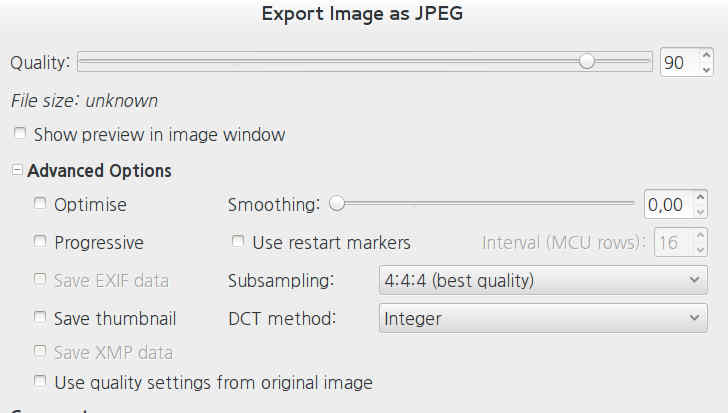 Export Image as JPEG
Quality: 90
File size: unknown
Show preview in image window
Advanced Options
Optimise Smoothing: 0,00
Progressive Use restart markers Interval (MCU rows): 16
Save EXIF data Subsampling: 4:4:4 (best quality)
Save thumbnail DCT method: Integer
Save XMP data
Use quality settings from original image